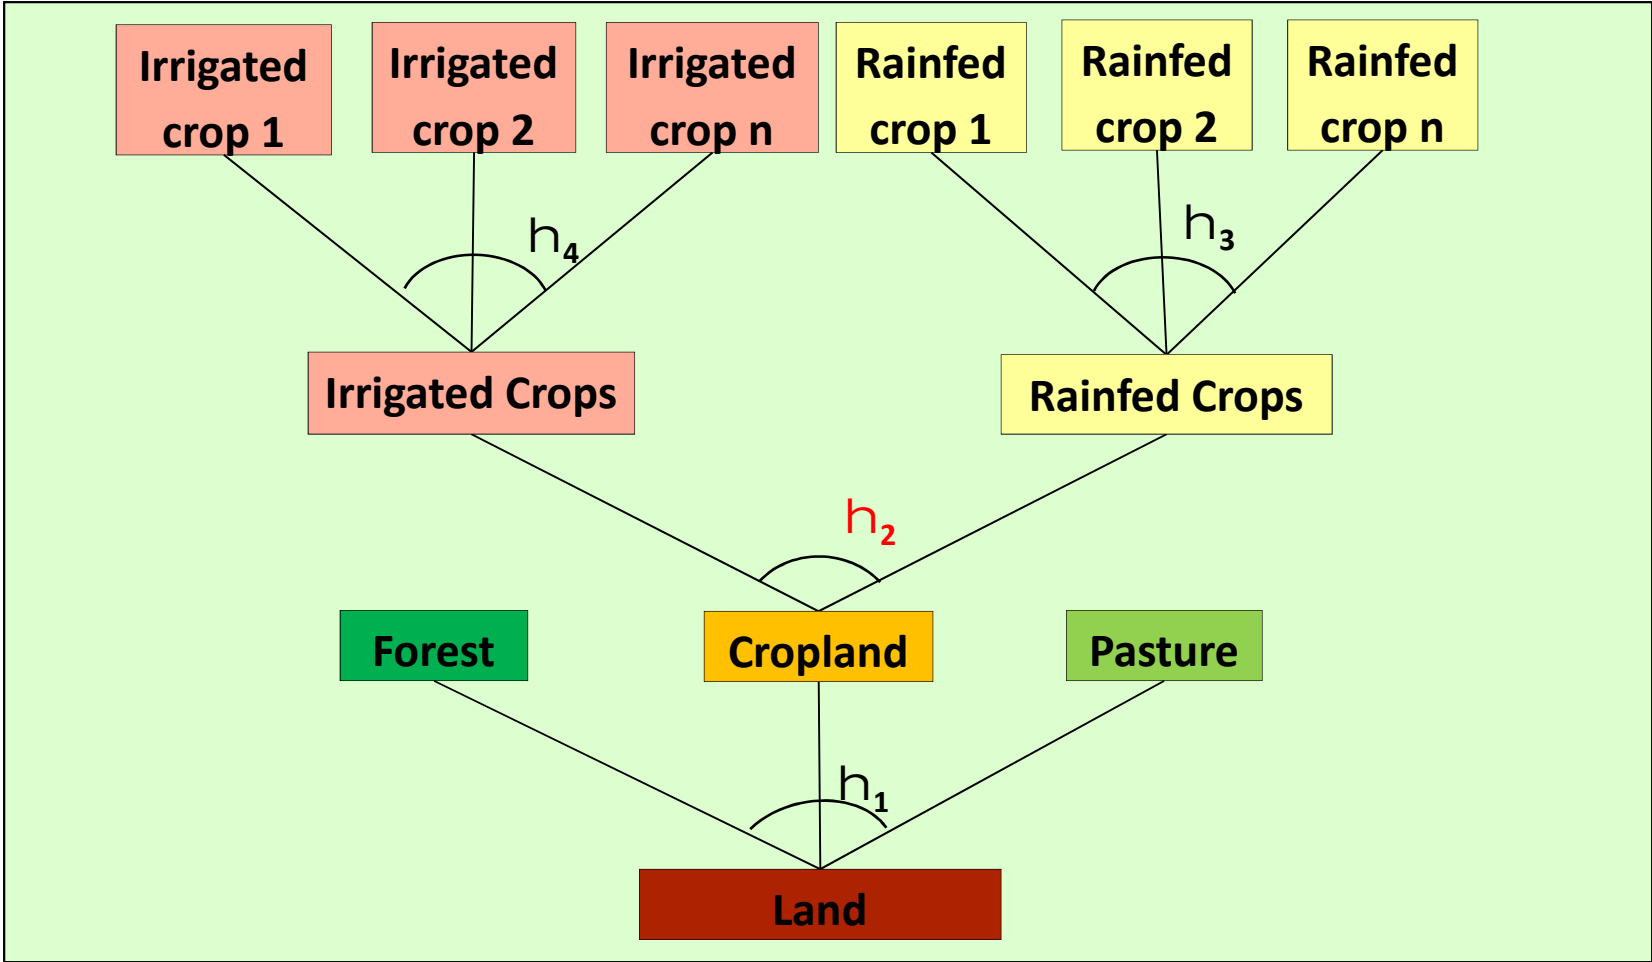 Irrigated
crop 1
Irrigated
crop 2
Irrigated
crop n
Rainfed
crop 1
Rainfed
crop 2
Rainfed
crop n
h4
h3
Irrigated Crops
Rainfed Crops
h2
Forest
Cropland
Pasture
h1
Land